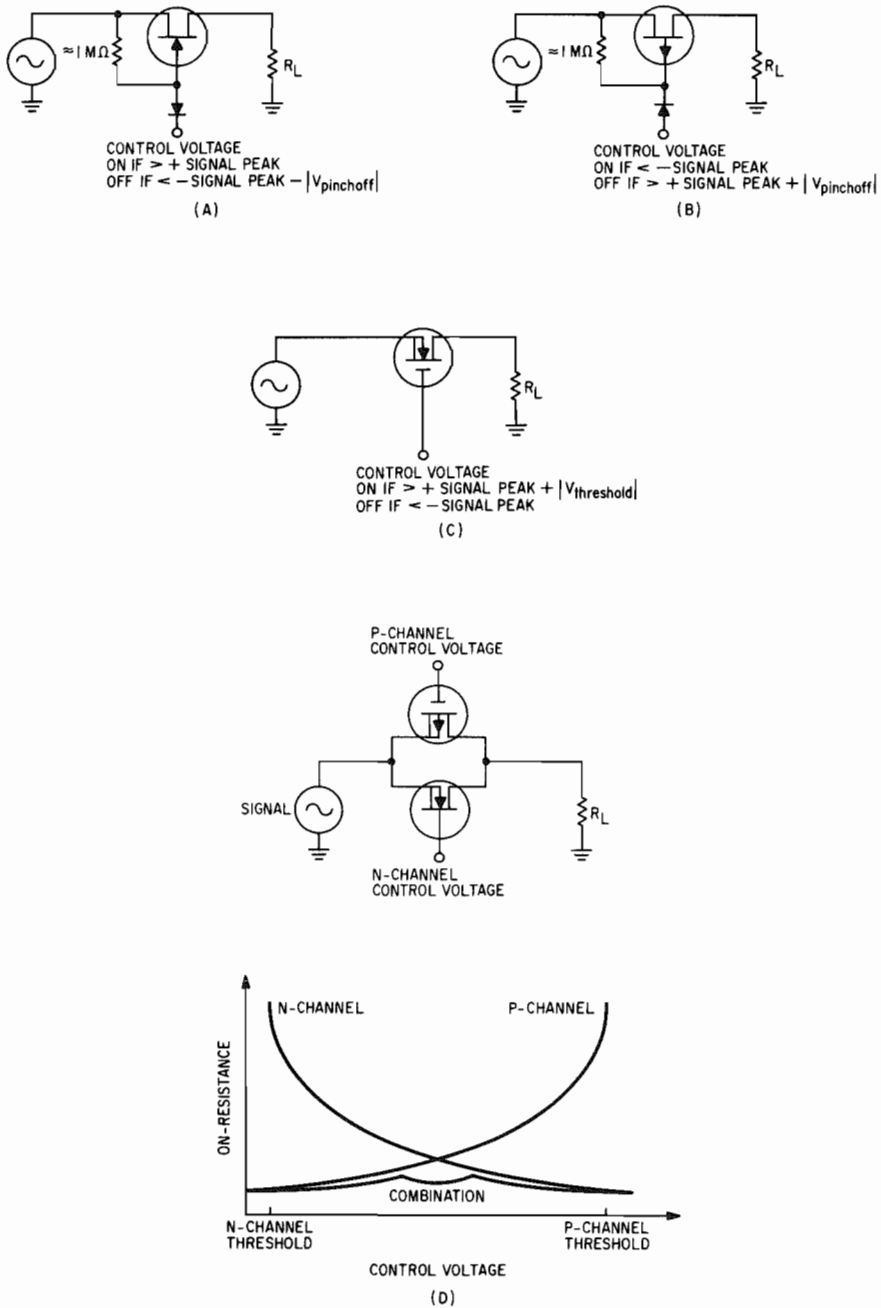 ≈ 1 MΩ
R_L
CONTROL VOLTAGE
ON IF > + SIGNAL PEAK
OFF IF < − SIGNAL PEAK − |V_pinchoff|
(A)
≈ 1 MΩ
R_L
CONTROL VOLTAGE
ON IF < − SIGNAL PEAK
OFF IF > + SIGNAL PEAK + | V_pinchoff|
(B)
R_L
CONTROL VOLTAGE
ON IF > + SIGNAL PEAK + |V_threshold|
OFF IF < − SIGNAL PEAK
(C)
P-CHANNEL
CONTROL VOLTAGE
SIGNAL
R_L
N-CHANNEL
CONTROL VOLTAGE
N-CHANNEL
P-CHANNEL
ON-RESISTANCE
COMBINATION
N-CHANNEL
THRESHOLD
P-CHANNEL
THRESHOLD
CONTROL VOLTAGE
(D)